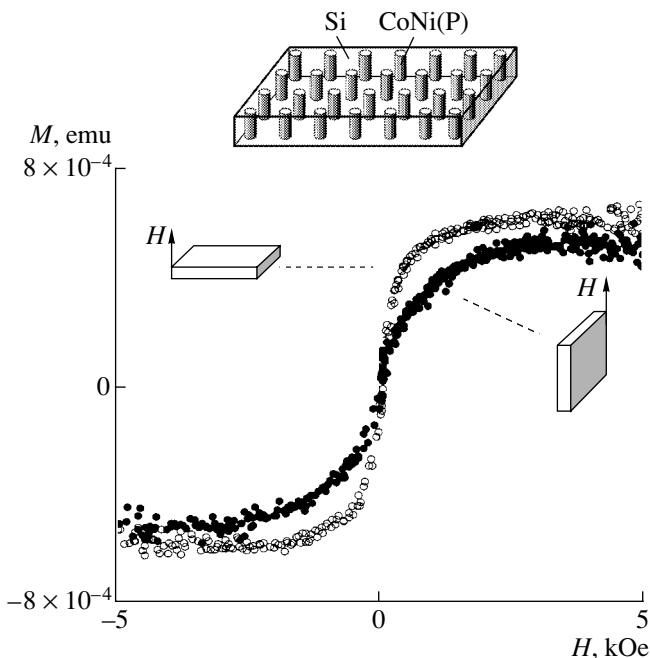 Si CoNi(P)
M, emu
8 × 10⁻⁴
H
H
0
−8 × 10⁻⁴
−5 0 5
H, kOe